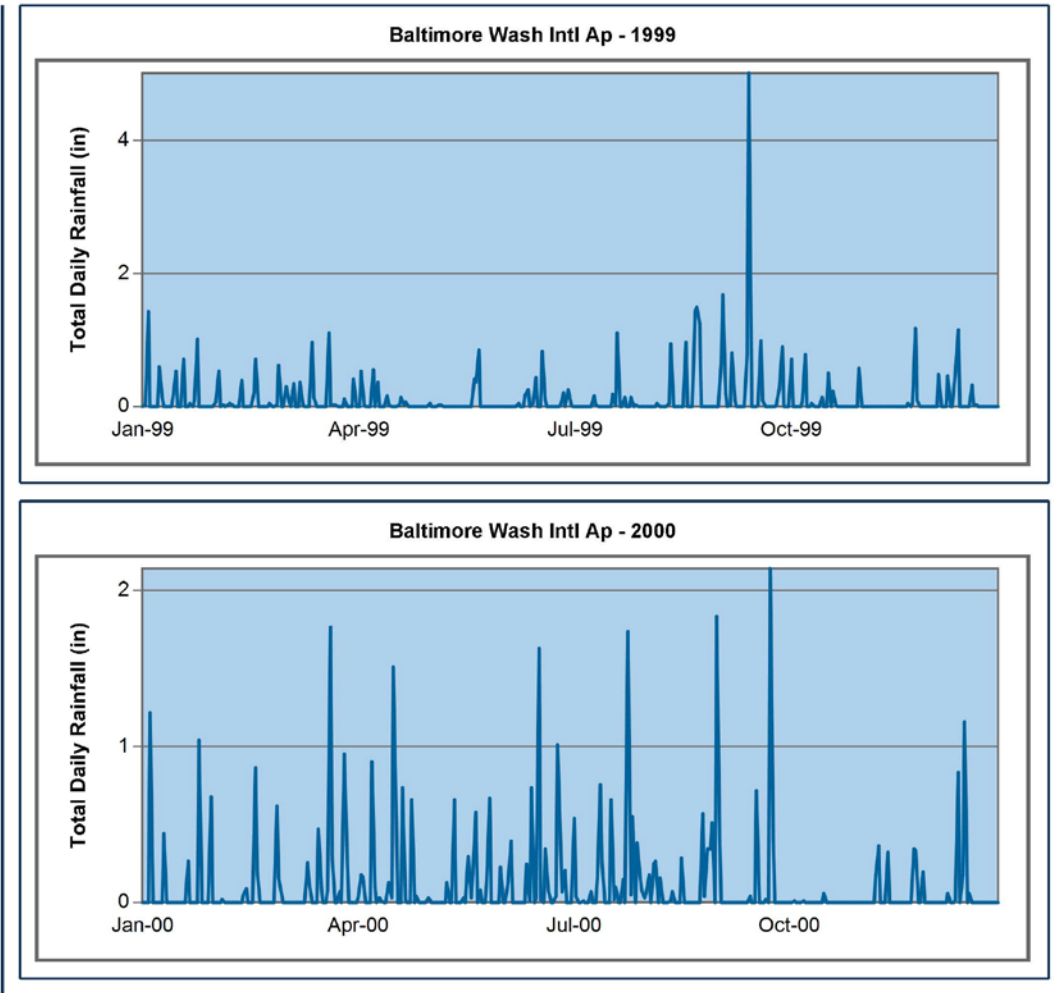 Baltimore Wash Intl Ap - 1999
Total Daily Rainfall (in)
4
2
0
Jan-99 Apr-99 Jul-99 Oct-99
Baltimore Wash Intl Ap - 2000
Total Daily Rainfall (in)
2
1
0
Jan-00 Apr-00 Jul-00 Oct-00